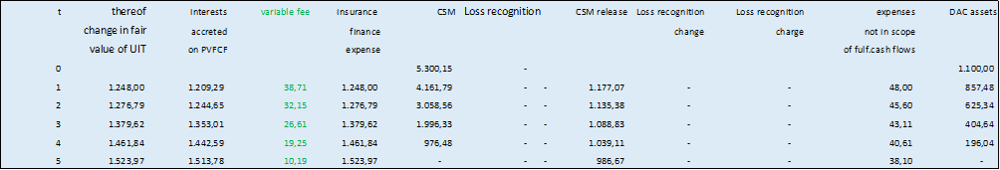 t thereof Interests variable fee Insurance CSM Loss recognition CSM release Loss recognition Loss recognition expenses DAC assets
change in fair accreted finance change charge not in scope
value of UIT on PVFCF expense of fulf.cash flows
0 5.300,15 - 1.100,00
1 1.248,00 1.209,29 38,71 1.248,00 4.161,79 - - 1.177,07 - - 48,00 857,48
2 1.276,79 1.244,65 32,15 1.276,79 3.058,56 - - 1.135,38 - - 45,60 625,34
3 1.379,62 1.353,01 26,61 1.379,62 1.996,33 - - 1.088,83 - - 43,11 404,64
4 1.461,84 1.442,59 19,25 1.461,84 976,48 - - 1.039,11 - - 40,61 196,04
5 1.523,97 1.513,78 10,19 1.523,97 - - - 986,67 - - 38,10 -